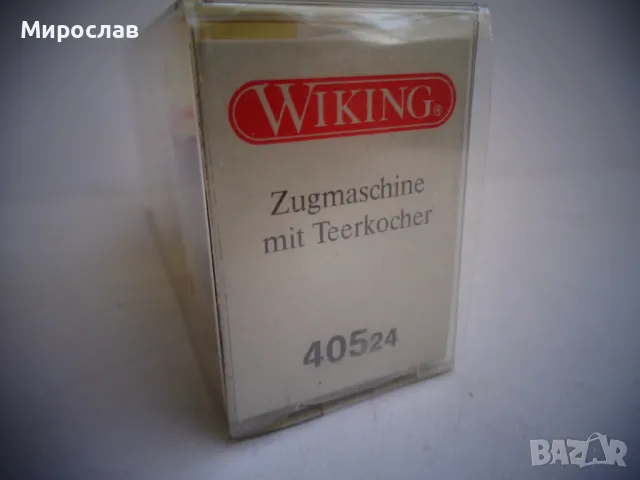 Мирослав
WIKING®
Zugmaschine
mit Teerkocher
40524
BAZAR